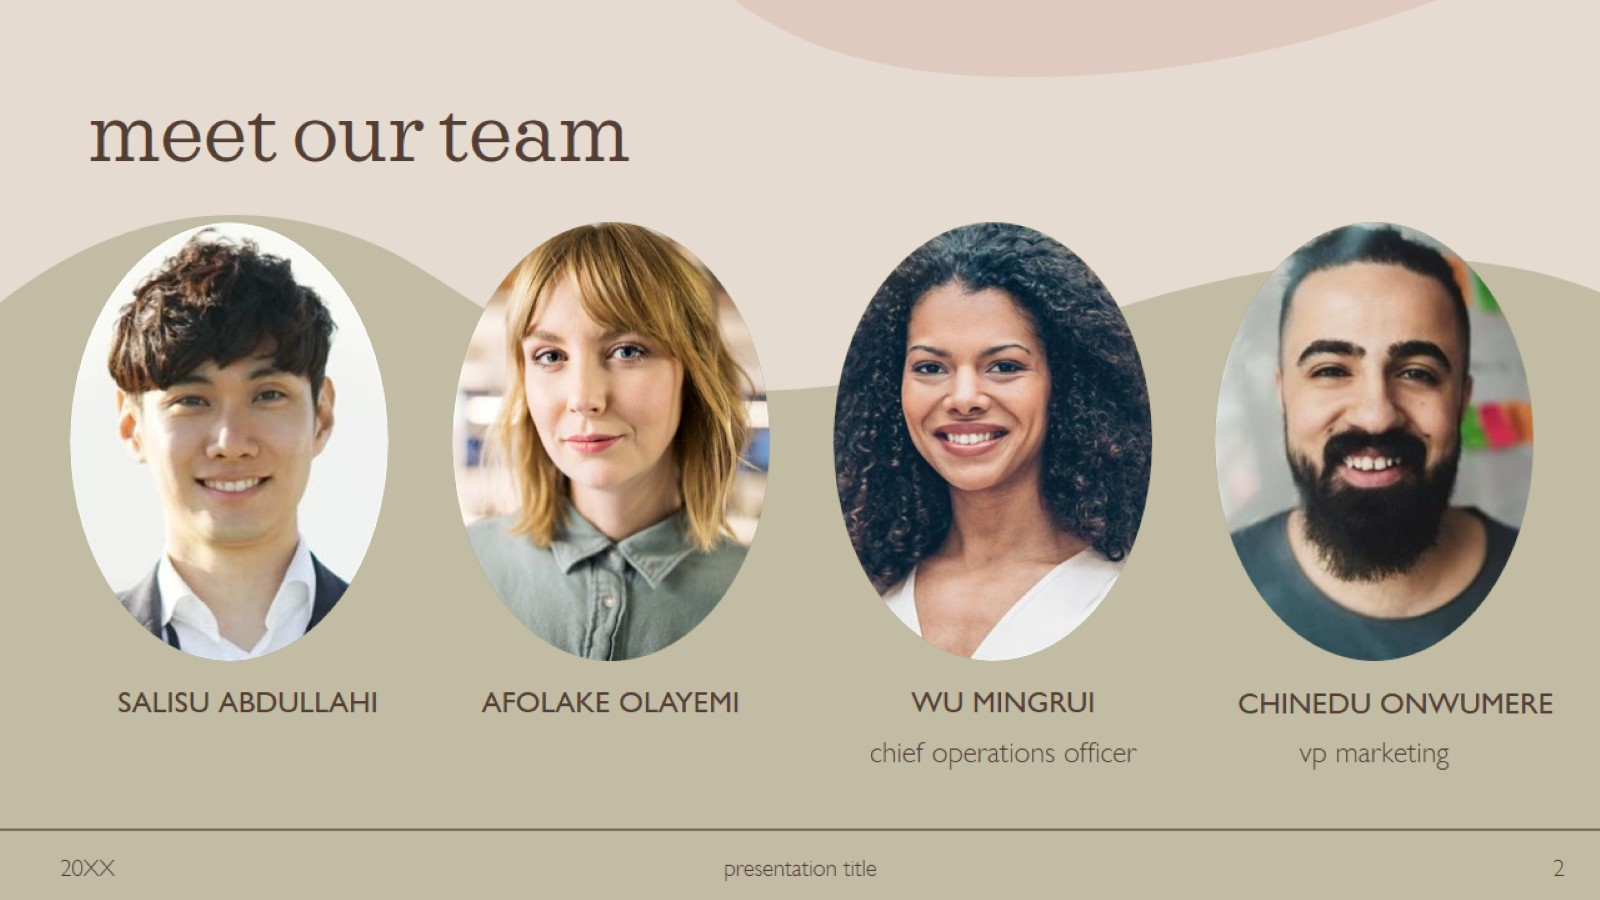 meet our team
SALISU ABDULLAHI
AFOLAKE OLAYEMI
WU MINGRUI
CHINEDU ONWUMERE
chief operations officer
vp marketing
20XX
presentation title
2